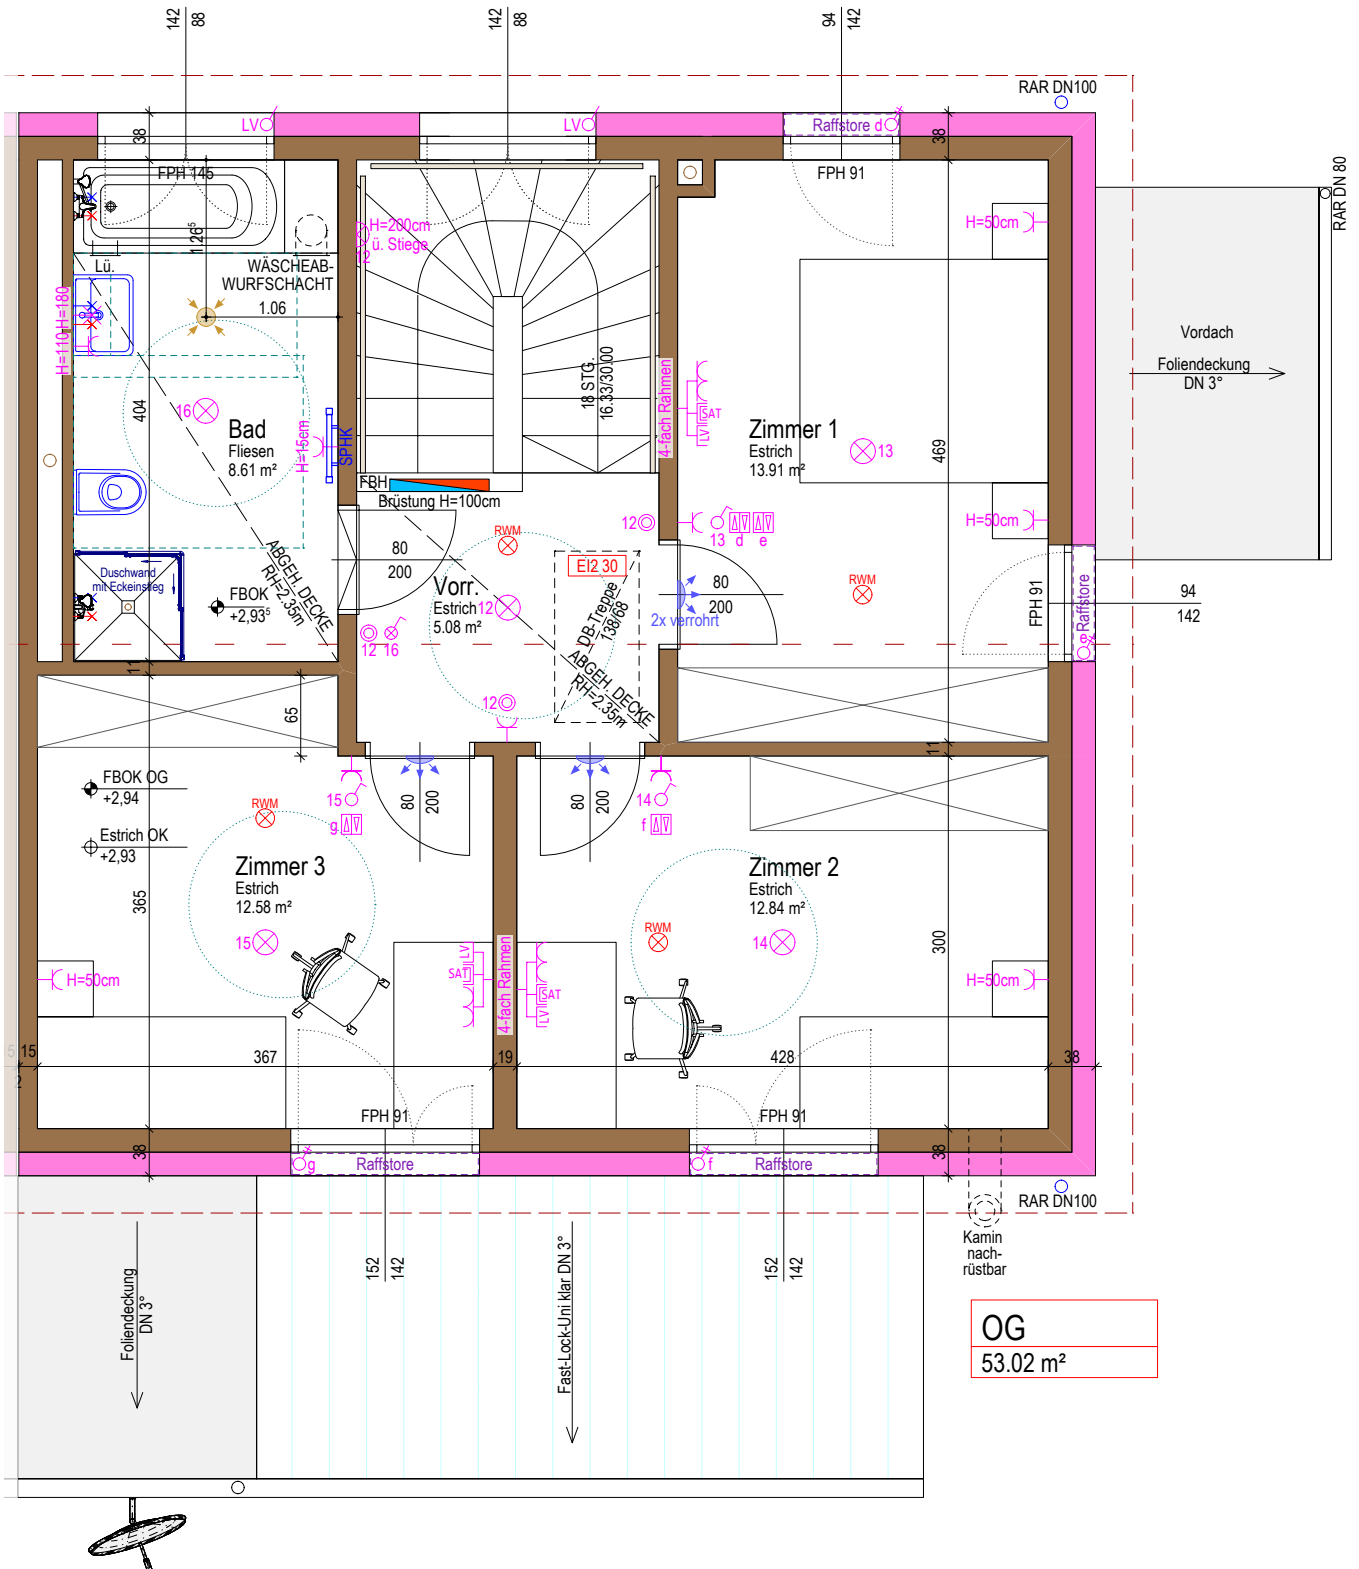 142
88
142
88
94
142
RAR DN100
RAR DN 80
38
LV
LV
Raffstore d
38
FPH 145
FPH 91
H=50cm
H=200cm
ü. Stiege
12
1.26⁵
Lü.
WÄSCHEAB-
WURFSCHACHT
1.06
H=110
H=180
404
16
Bad
Fliesen
8.61 m²
H=15cm
SPHK
18 STG.
16.33/30.00
4-fach Rahmen
SAT
LV
Zimmer 1
Estrich
13.91 m²
13
469
Vordach
Foliendeckung
DN 3°
FBH
Brüstung H=100cm
12
13
d
e
H=50cm
RWM
80
200
EI2 30
Duschwand
mit Eckeinstieg
ABGEH. DECKE
RH=2.35m
FBOK
+2,93⁵
Vorr.
Estrich
5.08 m²
12
DB-Treppe
138/68
80
200
2x verrohrt
RWM
FPH 91
Raffstore
e
94
142
12
16
ABGEH. DECKE
RH=2.35m
12
11
65
11
FBOK OG
+2,94
Estrich OK
+2,93
15
g
80
200
80
200
14
f
RWM
Zimmer 3
Estrich
12.58 m²
15
365
Zimmer 2
Estrich
12.84 m²
RWM
14
300
H=50cm
LV
SAT
4-fach Rahmen
SAT
LV
H=50cm
15
367
19
428
38
2
FPH 91
FPH 91
38
g
Raffstore
f
Raffstore
38
RAR DN100
Kamin
nach-
rüstbar
152
142
152
142
Foliendeckung
DN 3°
Fast-Lock-Uni klar DN 3°
OG
53.02 m²